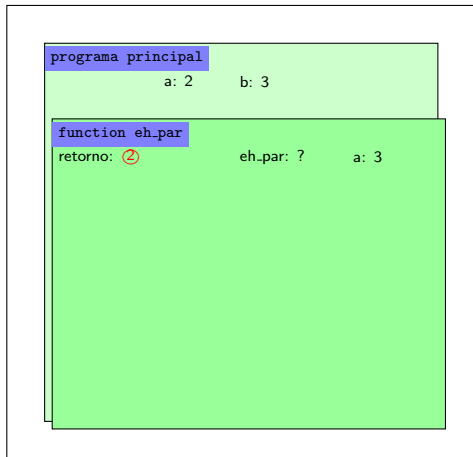 programa principal
a: 2 b: 3
function eh_par
retorno: 2 eh_par: ? a: 3